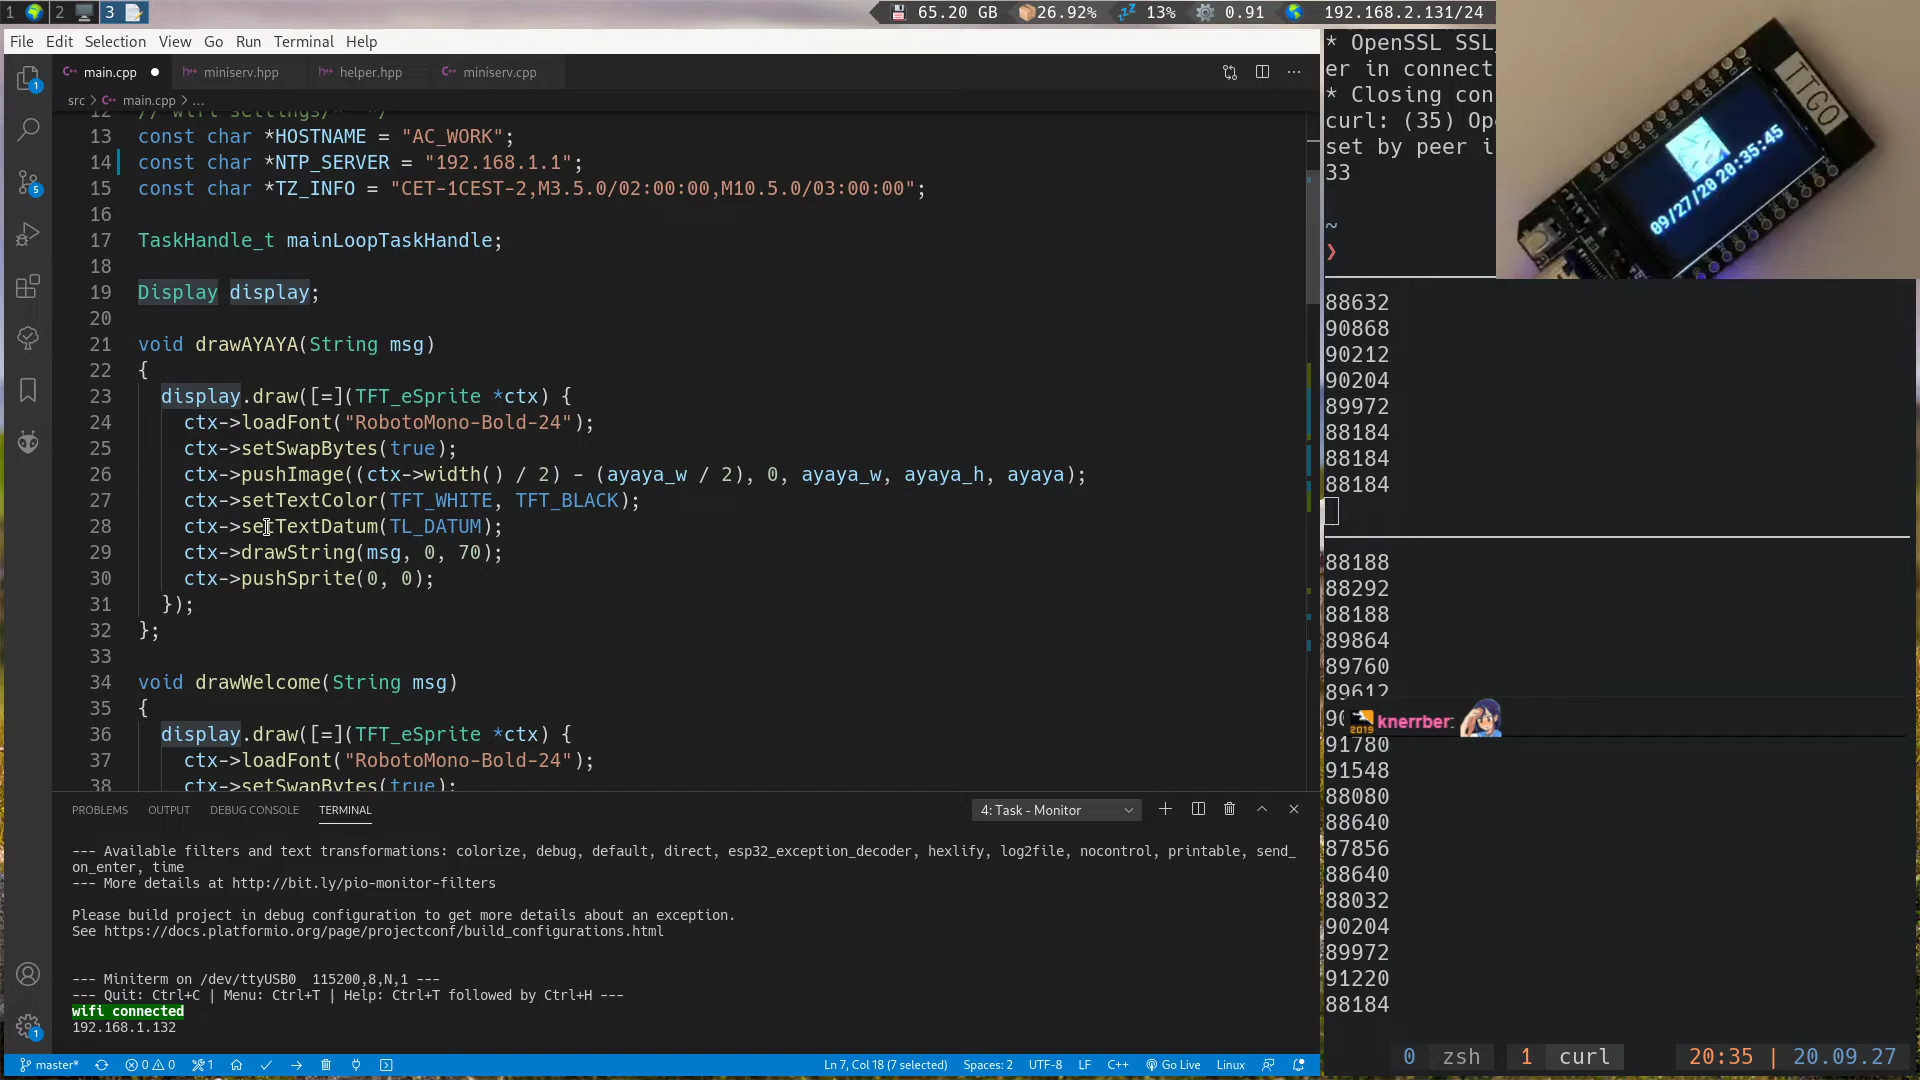 1 2 3
65.20 GB 26.92% 13% 0.91 192.168.2.131/24
File Edit Selection View Go Run Terminal Help
main.cpp miniserv.hpp helper.hpp miniserv.cpp
src > main.cpp > ...
// wifi settings/* */
13 const char *HOSTNAME = "AC_WORK";
14 const char *NTP_SERVER = "192.168.1.1";
15 const char *TZ_INFO = "CET-1CEST-2,M3.5.0/02:00:00,M10.5.0/03:00:00";
16
17 TaskHandle_t mainLoopTaskHandle;
18
19 Display display;
20
21 void drawAYAYA(String msg)
22 {
23 display.draw([=](TFT_eSprite *ctx) {
24 ctx->loadFont("RobotoMono-Bold-24");
25 ctx->setSwapBytes(true);
26 ctx->pushImage((ctx->width() / 2) - (ayaya_w / 2), 0, ayaya_w, ayaya_h, ayaya);
27 ctx->setTextColor(TFT_WHITE, TFT_BLACK);
28 ctx->setTextDatum(TL_DATUM);
29 ctx->drawString(msg, 0, 70);
30 ctx->pushSprite(0, 0);
31 });
32 };
33
34 void drawWelcome(String msg)
35 {
36 display.draw([=](TFT_eSprite *ctx) {
37 ctx->loadFont("RobotoMono-Bold-24");
38 ctx->setSwapBytes(true);
PROBLEMS OUTPUT DEBUG CONSOLE TERMINAL 4: Task - Monitor
--- Available filters and text transformations: colorize, debug, default, direct, esp32_exception_decoder, hexlify, log2file, nocontrol, printable, send_
on_enter, time
--- More details at http://bit.ly/pio-monitor-filters
Please build project in debug configuration to get more details about an exception.
See https://docs.platformio.org/page/projectconf/build_configurations.html
--- Miniterm on /dev/ttyUSB0 115200,8,N,1 ---
--- Quit: Ctrl+C | Menu: Ctrl+T | Help: Ctrl+T followed by Ctrl+H ---
wifi connected
192.168.1.132
master* 0 0 1 Ln 7, Col 18 (7 selected) Spaces: 2 UTF-8 LF C++ Go Live Linux
* OpenSSL SSL
er in connect
* Closing con
curl: (35) Op
set by peer i
33
~
❯
TTGO
09/27/20 20:35:45
88632
90868
90212
90204
89972
88184
88184
88184
88188
88292
88188
89864
89760
89612
2019 knerrber:
91780
91548
88080
88640
87856
88640
88032
90204
89972
91220
88184
0 zsh 1 curl 20:35 | 20.09.27